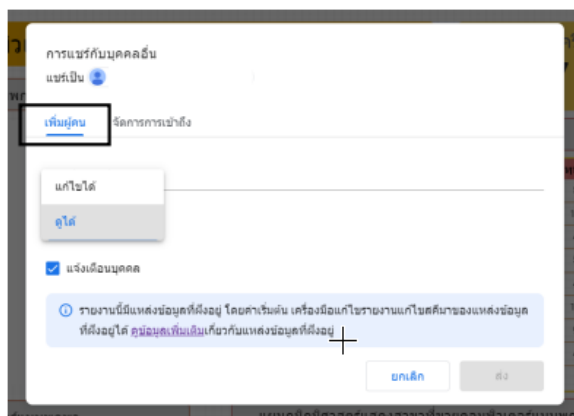 การแชร์กับบุคคลอื่น
แชร์เป็น
เพิ่มผู้คน จัดการการเข้าถึง
แก้ไขได้
ดูได้
แจ้งเตือนบุคคล
รายงานนี้มีแหล่งข้อมูลที่ฝังอยู่ โดยค่าเริ่มต้น เครื่องมือแก้ไขรายงานแก้ไขสคีมาของแหล่งข้อมูล
ที่ฝังอยู่ได้ ดูข้อมูลเพิ่มเติมเกี่ยวกับแหล่งข้อมูลที่ฝังอยู่
ยกเลิก ส่ง